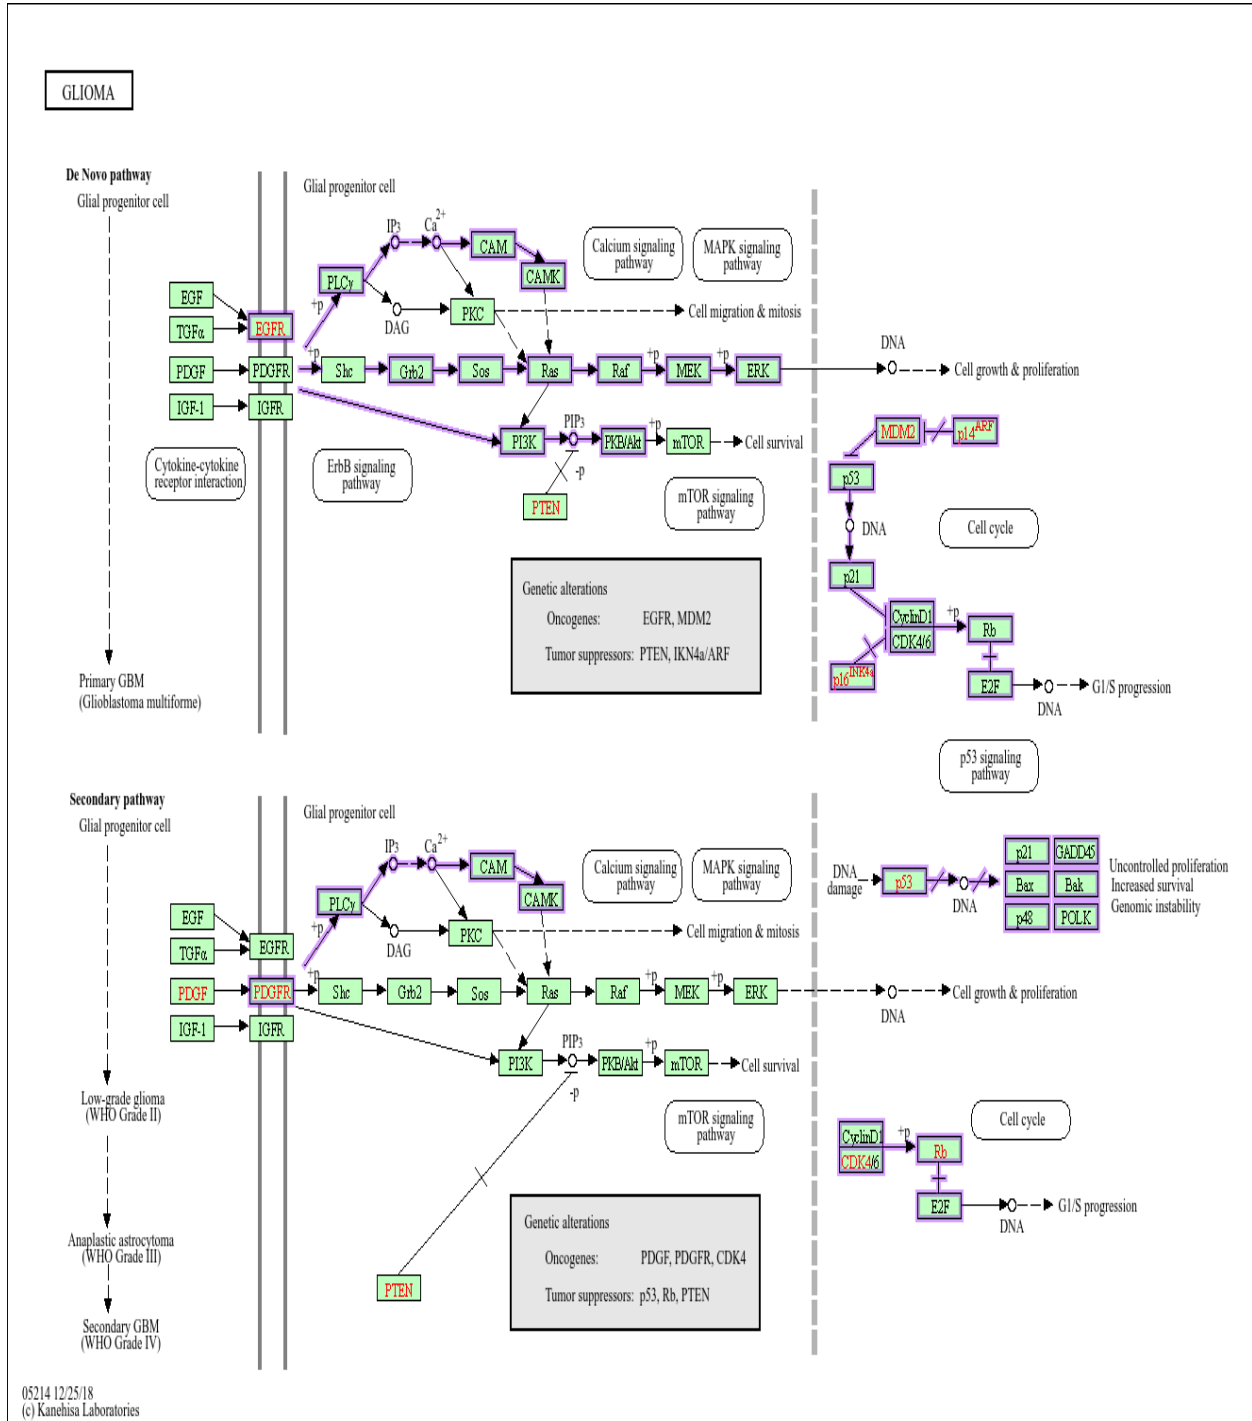 GLIOMA
De Novo pathway
Glial progenitor cell
Glial progenitor cell
IP3
Ca2+
CAM
CAMK
Calcium signaling
pathway
MAPK signaling
pathway
PLCγ
+p
DAG
PKC
Cell migration & mitosis
EGF
TGFα
EGFR
PDGF
PDGFR
IGF-1
IGFR
+p
Shc
Grb2
Sos
Ras
Raf
+p
MEK
+p
ERK
DNA
Cell growth & proliferation
PI3K
PIP3
PKB/Akt
+p
mTOR
Cell survival
-p
PTEN
Cytokine-cytokine
receptor interaction
ErbB signaling
pathway
mTOR signaling
pathway
MDM2
p14ARF
p53
DNA
p21
Cell cycle
CyclinD1
CDK4/6
+p
Rb
p16INK4a
E2F
DNA
G1/S progression
Genetic alterations
Oncogenes: EGFR, MDM2
Tumor suppressors: PTEN, IKN4a/ARF
Primary GBM
(Glioblastoma multiforme)
p53 signaling
pathway
Secondary pathway
Glial progenitor cell
Glial progenitor cell
IP3
Ca2+
CAM
CAMK
Calcium signaling
pathway
MAPK signaling
pathway
PLCγ
+p
DAG
PKC
Cell migration & mitosis
EGF
TGFα
EGFR
PDGF
PDGFR
IGF-1
IGFR
+p
Shc
Grb2
Sos
Ras
Raf
+p
MEK
+p
ERK
DNA
Cell growth & proliferation
PI3K
PIP3
PKB/Akt
+p
mTOR
Cell survival
-p
PTEN
mTOR signaling
pathway
DNA
damage
p53
DNA
p21
GADD45
Bax
Bak
p48
POLK
Uncontrolled proliferation
Increased survival
Genomic instability
Cell cycle
CyclinD1
CDK4/6
+p
Rb
E2F
DNA
G1/S progression
Low-grade glioma
(WHO Grade II)
Anaplastic astrocytoma
(WHO Grade III)
Secondary GBM
(WHO Grade IV)
Genetic alterations
Oncogenes: PDGF, PDGFR, CDK4
Tumor suppressors: p53, Rb, PTEN
05214 12/25/18
(c) Kanehisa Laboratories